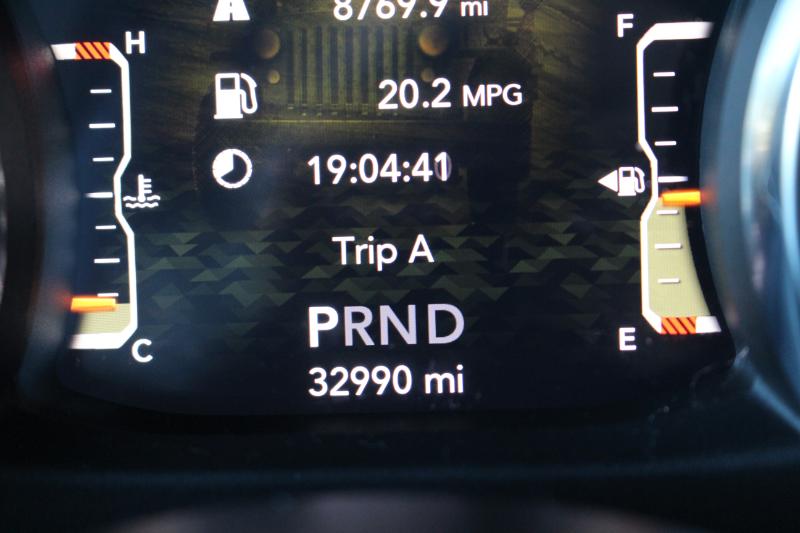 8769.9 mi
H
F
20.2 MPG
19:04:41
Trip A
PRND
C
E
32990 mi